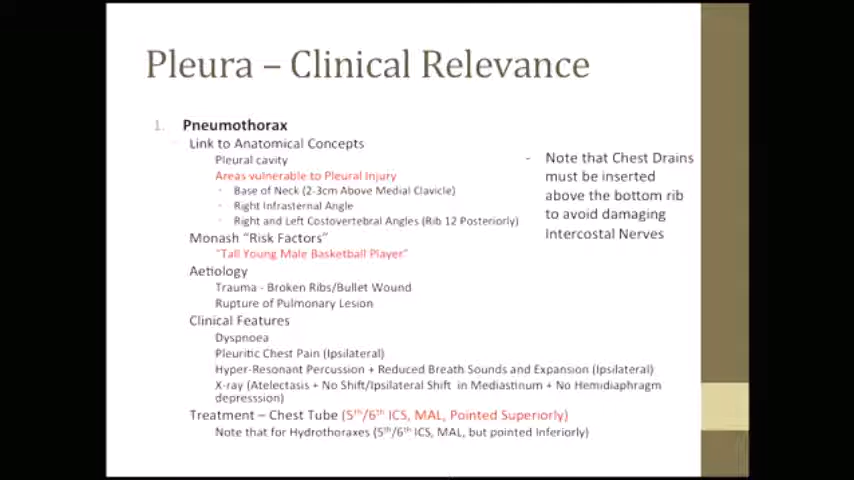 Pleura – Clinical Relevance
1. Pneumothorax
Link to Anatomical Concepts
Pleural cavity
Areas vulnerable to Pleural Injury
Base of Neck (2-3cm Above Medial Clavicle)
Right Infrasternal Angle
Right and Left Costovertebral Angles (Rib 12 Posteriorly)
Monash “Risk Factors”
“Tall Young Male Basketball Player”
Aetiology
Trauma - Broken Ribs/Bullet Wound
Rupture of Pulmonary Lesion
Clinical Features
Dyspnoea
Pleuritic Chest Pain (Ipsilateral)
Hyper-Resonant Percussion + Reduced Breath Sounds and Expansion (Ipsilateral)
X-ray (Atelectasis + No Shift/Ipsilateral Shift in Mediastinum + No Hemidiaphragm
depresssion)
Treatment – Chest Tube (5th/6th ICS, MAL, Pointed Superiorly)
Note that for Hydrothoraxes (5th/6th ICS, MAL, but pointed Inferiorly)
- Note that Chest Drains
must be inserted
above the bottom rib
to avoid damaging
Intercostal Nerves